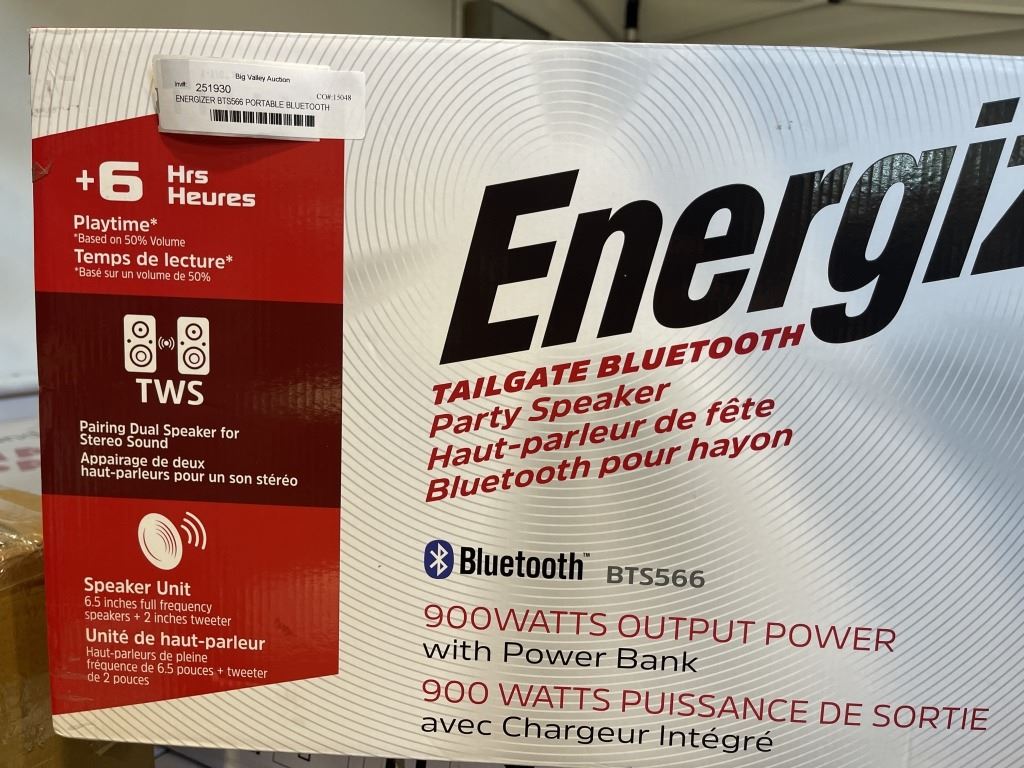 Big Valley Auction
Inv#: 251930 CO#:13048
ENERGIZER BTS566 PORTABLE BLUETOOTH
+6 Hrs
Heures
Playtime*
*Based on 50% Volume
Temps de lecture*
*Basé sur un volume de 50%
TWS
Pairing Dual Speaker for
Stereo Sound
Appairage de deux
haut-parleurs pour un son stéréo
Speaker Unit
6.5 inches full frequency
speakers + 2 inches tweeter
Unité de haut-parleur
Haut-parleurs de pleine
fréquence de 6.5 pouces + tweeter
de 2 pouces
Energiz
TAILGATE BLUETOOTH
Party Speaker
Haut-parleur de fête
Bluetooth pour hayon
Bluetooth™ BTS566
900WATTS OUTPUT POWER
with Power Bank
900 WATTS PUISSANCE DE SORTIE
avec Chargeur Intégré